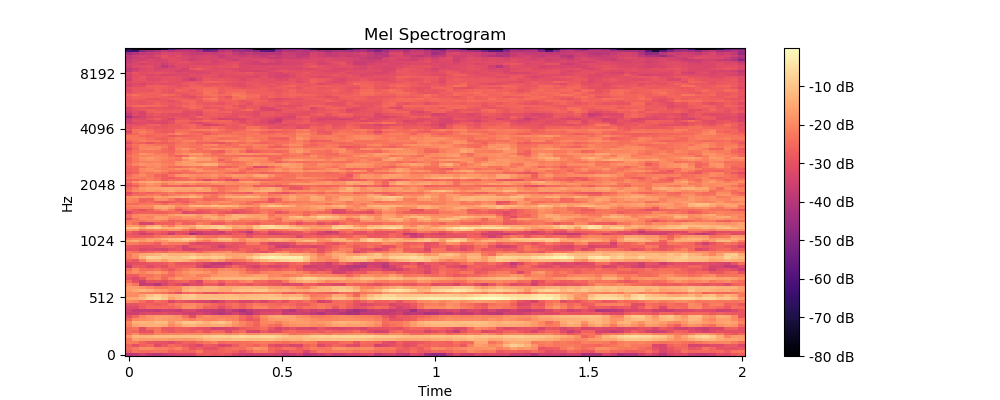 Mel Spectrogram
Hz
8192
4096
2048
1024
512
0
0 0.5 1 1.5 2
Time
-10 dB
-20 dB
-30 dB
-40 dB
-50 dB
-60 dB
-70 dB
-80 dB